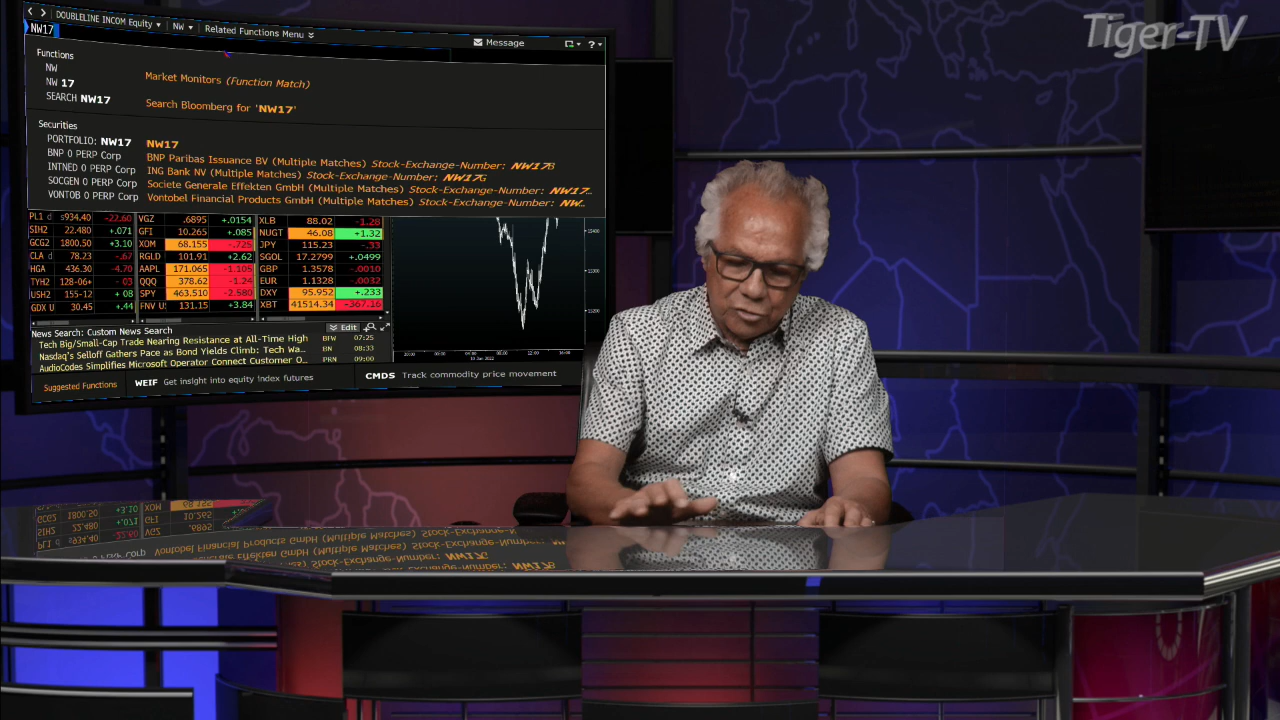 Tiger-TV
DOUBLELINE INCOM Equity NW Related Functions Menu
NW17
Message ?
Functions
NW
NW 17 Market Monitors (Function Match)
SEARCH NW17 Search Bloomberg for 'NW17'
Securities
PORTFOLIO: NW17 NW17
BNP 0 PERP Corp BNP Paribas Issuance BV (Multiple Matches) Stock-Exchange-Number: NW17B
INTNED 0 PERP Corp ING Bank NV (Multiple Matches) Stock-Exchange-Number: NW17G
SOCGEN 0 PERP Corp Societe Generale Effekten GmbH (Multiple Matches) Stock-Exchange-Number: NW17..
VONTOB 0 PERP Corp Vontobel Financial Products GmbH (Multiple Matches) Stock-Exchange-Number: NW..
PL1 d s934.40 -22.60 VGZ .6895 +.0154 XLB 88.02 -1.28
SIH2 22.480 +.071 GFI 10.265 +.085 NUGT 46.08 +1.32
GCG2 1800.50 +3.10 XOM 68.155 -.725 JPY 115.23 -.33
CLA d 78.23 -.67 RGLD 101.91 +2.62 SGOL 17.2799 +.0499
HGA 436.30 -4.70 AAPL 171.065 -1.105 GBP 1.3578 -.0010
TYH2 128-06+ - 03 QQQ 378.62 -1.24 EUR 1.1328 -.0032
USH2 155-12 + 08 SPY 463.510 -2.580 DXY 95.952 +.233
GDX U 30.45 +.44 FNV U 131.15 +3.84 XBT 41514.34 -367.16
News Search: Custom News Search Edit
Tech Big/Small-Cap Trade Nearing Resistance at All-Time High BFW 07:25
Nasdaq's Selloff Gathers Pace as Bond Yields Climb: Tech Wa... BN 08:33
AudioCodes Simplifies Microsoft Operator Connect Customer O... PRN 09:00
Suggested Functions WEIF Get insight into equity index futures CMDS Track commodity price movement